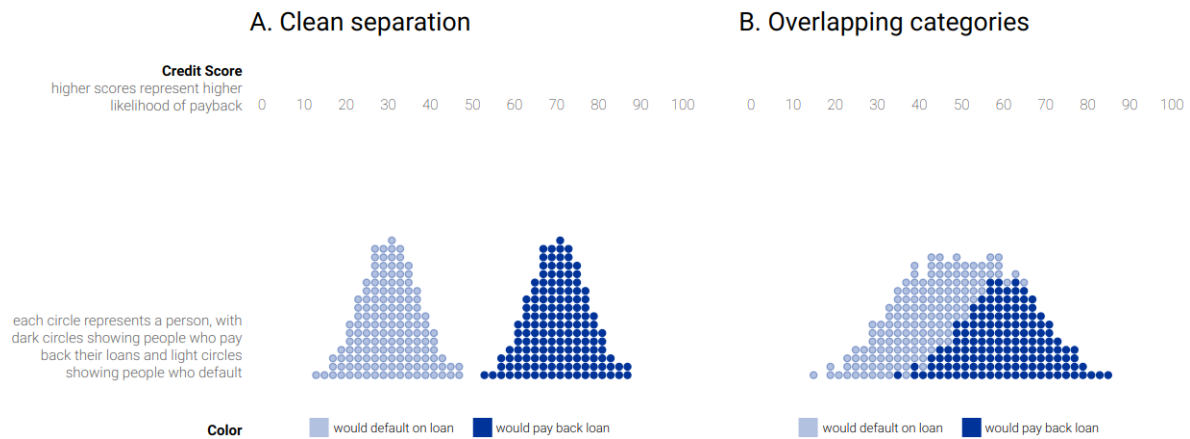 A. Clean separation
B. Overlapping categories
Credit Score
higher scores represent higher
likelihood of payback
0 10 20 30 40 50 60 70 80 90 100
0 10 20 30 40 50 60 70 80 90 100
each circle represents a person, with
dark circles showing people who pay
back their loans and light circles
showing people who default
Color
would default on loan
would pay back loan
would default on loan
would pay back loan